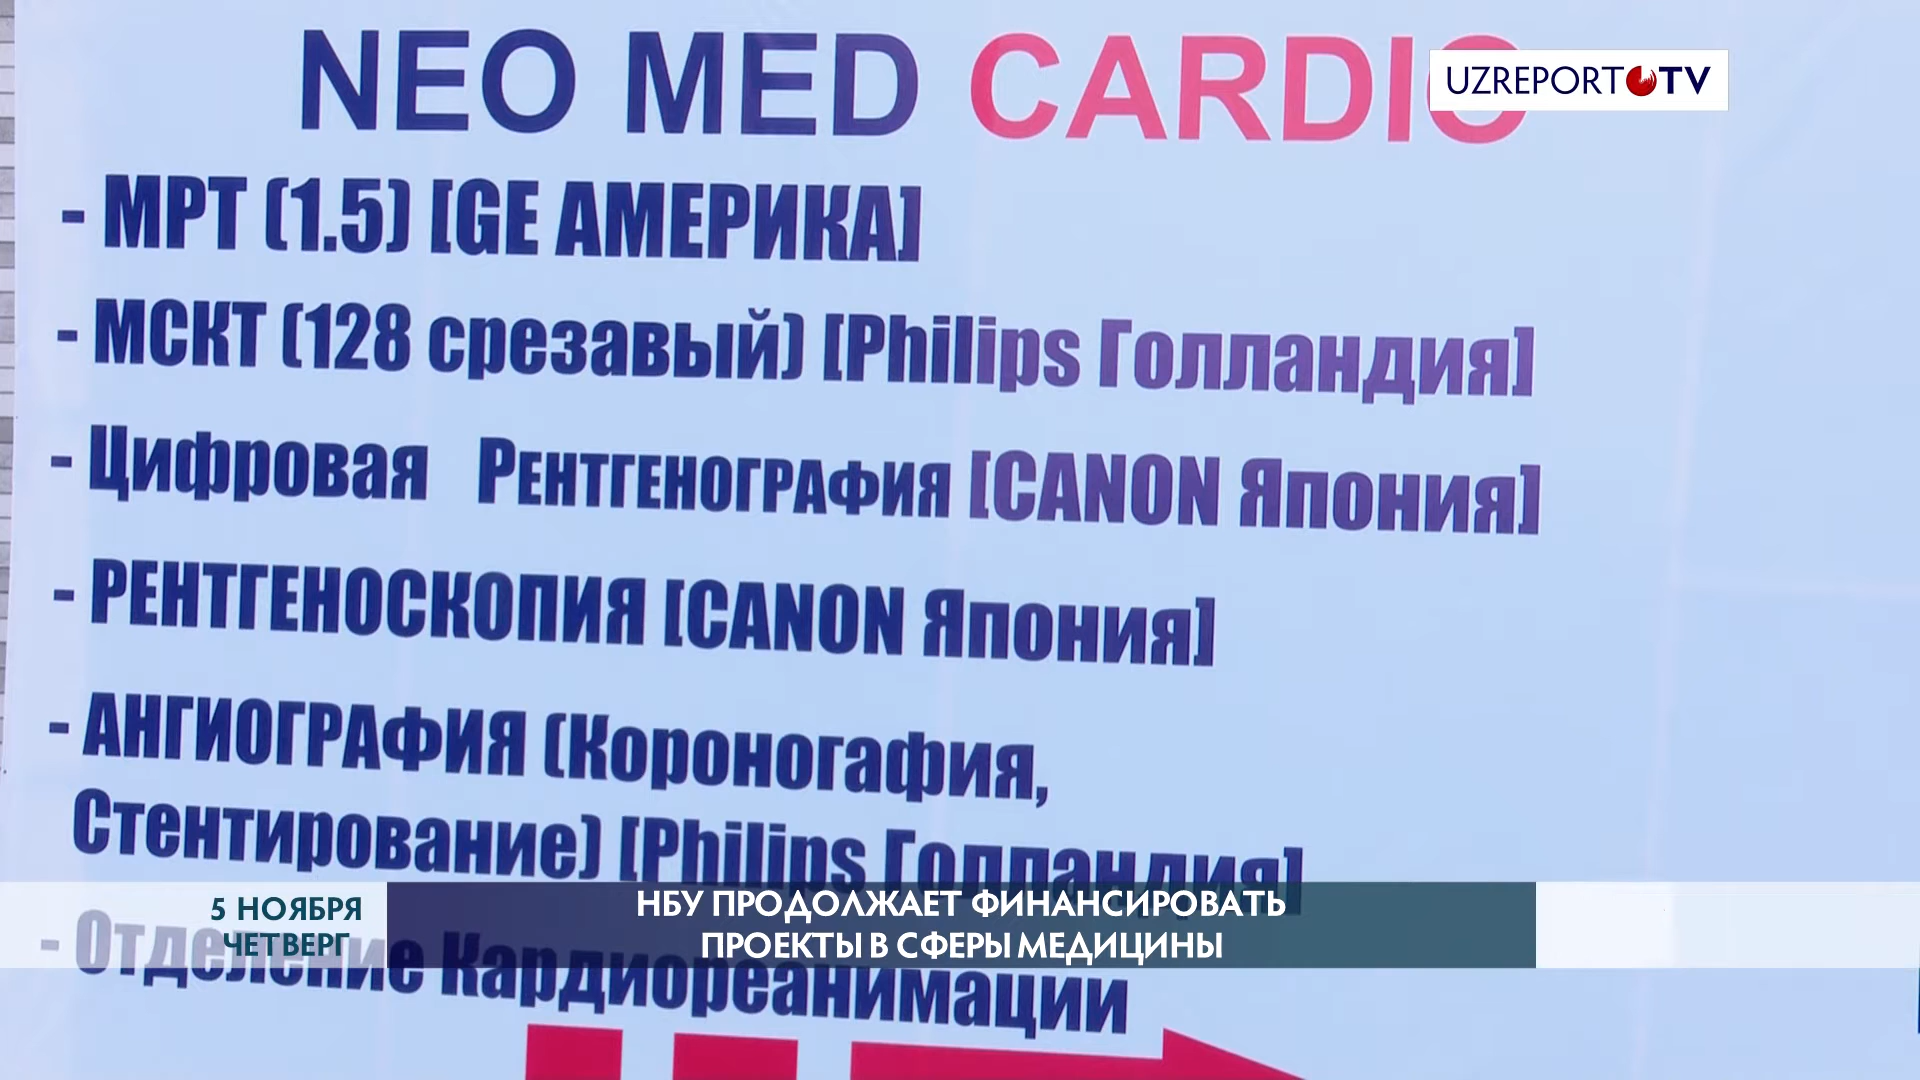 NEO MED CARDIO
UZREPORT TV
- МРТ (1.5) [GE АМЕРИКА]
- МСКТ (128 срезавый) [Philips Голландия]
- Цифровая РЕНТГЕНОГРАФИЯ [CANON Япония]
- РЕНТГЕНОСКОПИЯ [CANON Япония]
- АНГИОГРАФИЯ (Короногафия,
Стентирование) [Philips Голландия]
- Отделение Кардиореанимации
5 НОЯБРЯ
ЧЕТВЕРГ
НБУ ПРОДОЛЖАЕТ ФИНАНСИРОВАТЬ
ПРОЕКТЫ В СФЕРЫ МЕДИЦИНЫ